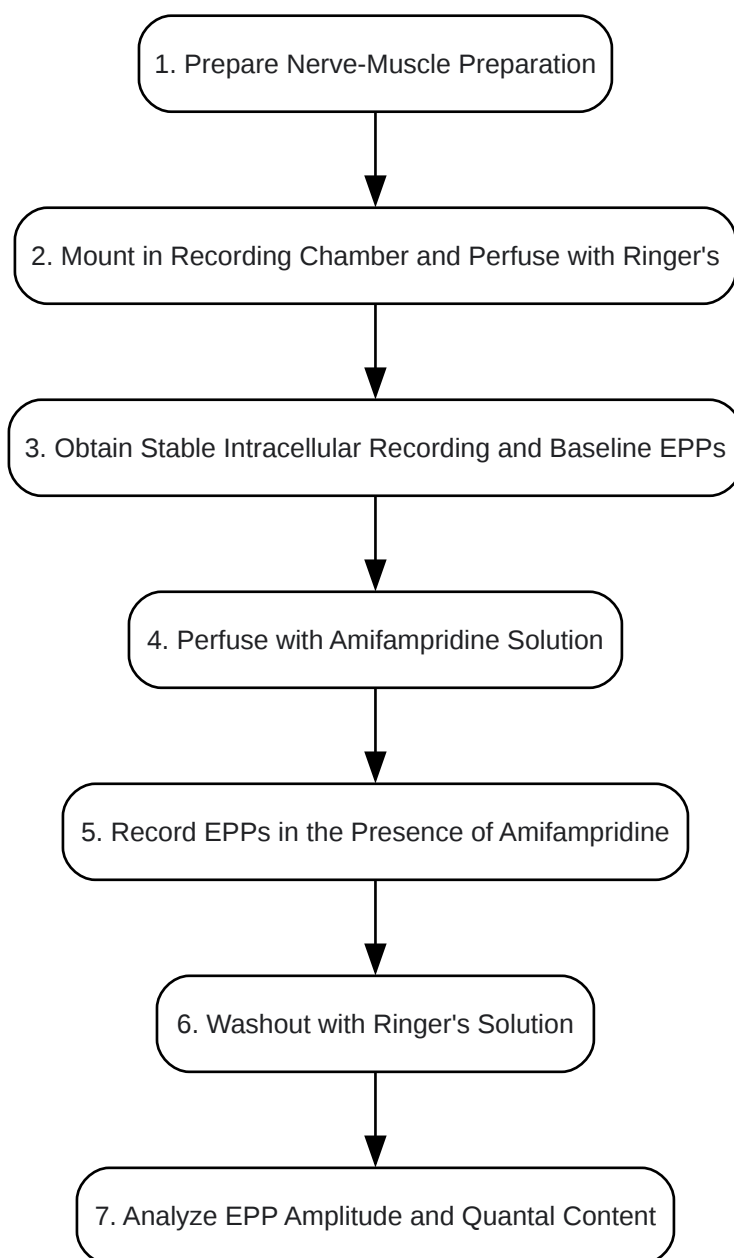 1. Prepare Nerve-Muscle Preparation
2. Mount in Recording Chamber and Perfuse with Ringer's
3. Obtain Stable Intracellular Recording and Baseline EPPs
4. Perfuse with Amifampridine Solution
5. Record EPPs in the Presence of Amifampridine
6. Washout with Ringer's Solution
7. Analyze EPP Amplitude and Quantal Content